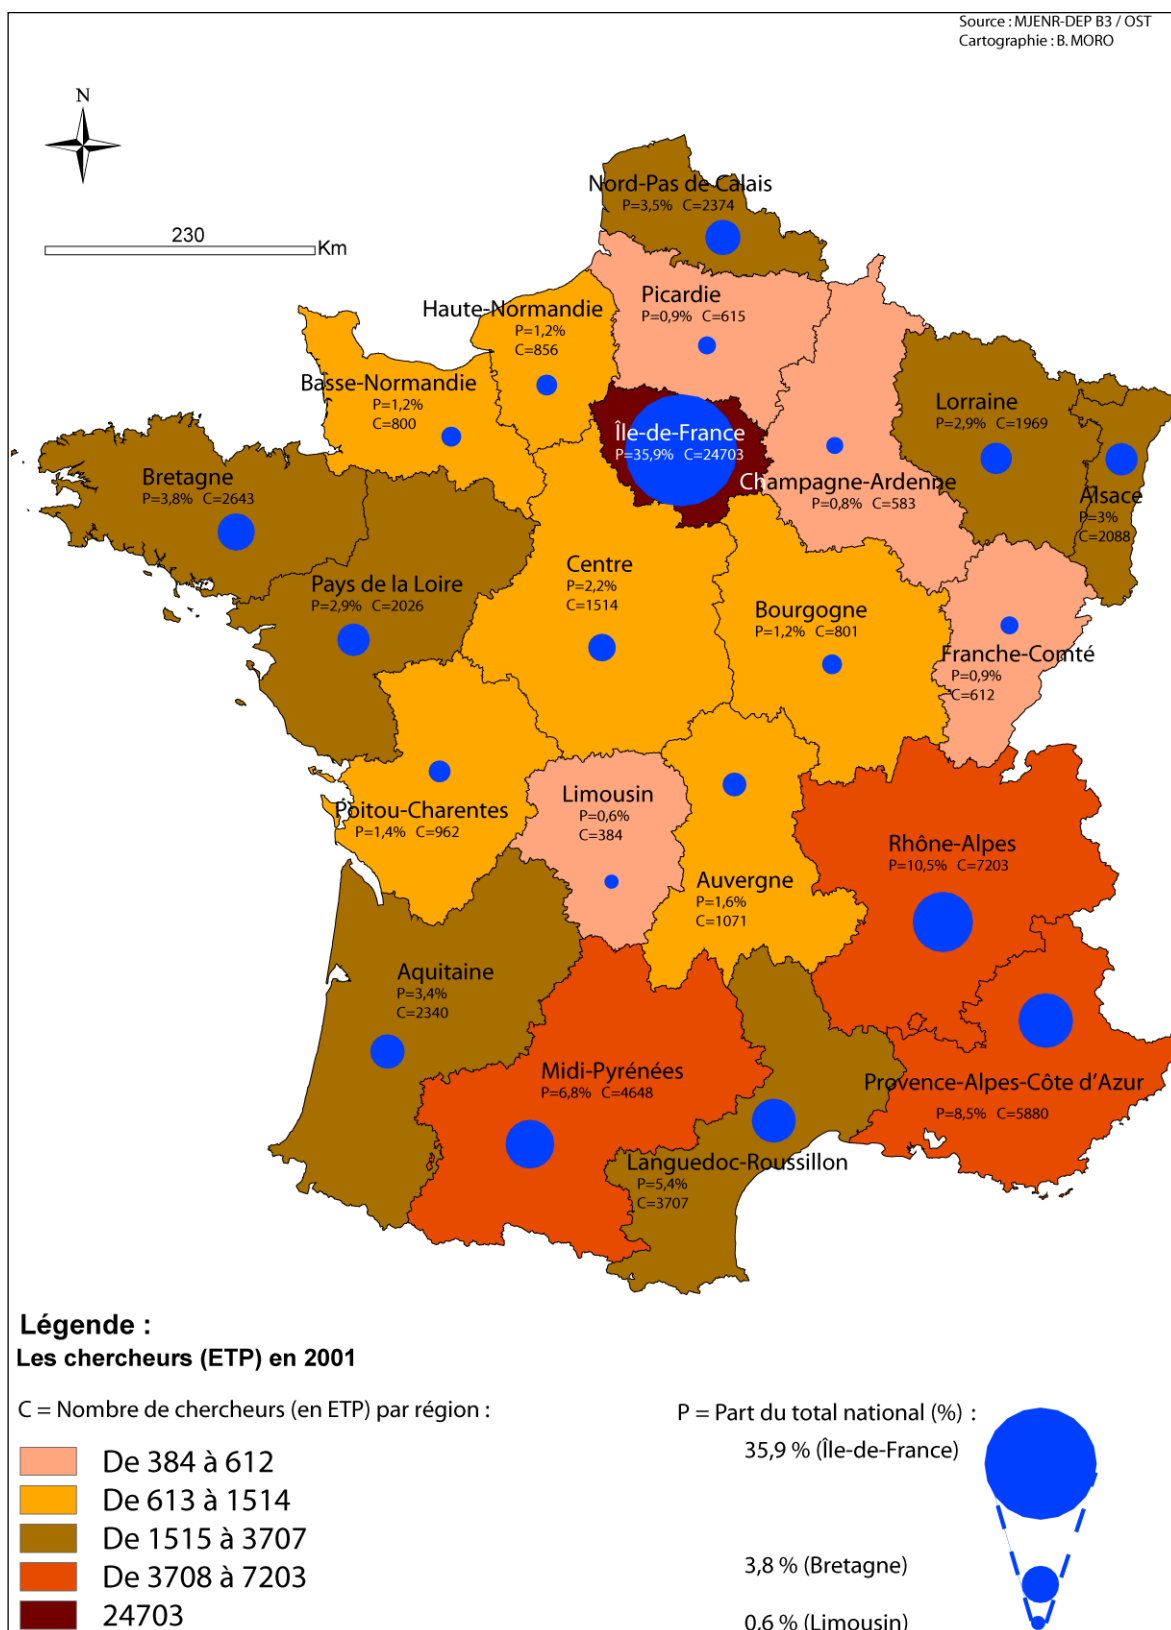 Source : MJENR-DEP B3 / OST
Cartographie : B. MORO
N
230
Km
Nord-Pas de Calais
P=3,5% C=2374
Picardie
P=0,9% C=615
Haute-Normandie
P=1,2%
C=856
Basse-Normandie
P=1,2%
C=800
Île-de-France
P=35,9% C=24703
Champagne-Ardenne
P=0,8% C=583
Lorraine
P=2,9% C=1969
Alsace
P=3%
C=2088
Bretagne
P=3,8% C=2643
Pays de la Loire
P=2,9% C=2026
Centre
P=2,2%
C=1514
Bourgogne
P=1,2% C=801
Franche-Comté
P=0,9%
C=612
Poitou-Charentes
P=1,4% C=962
Limousin
P=0,6%
C=384
Auvergne
P=1,6%
C=1071
Rhône-Alpes
P=10,5% C=7203
Aquitaine
P=3,4%
C=2340
Midi-Pyrénées
P=6,8% C=4648
Provence-Alpes-Côte d'Azur
P=8,5% C=5880
Languedoc-Roussillon
P=5,4%
C=3707
Légende :
Les chercheurs (ETP) en 2001
C = Nombre de chercheurs (en ETP) par région :
De 384 à 612
De 613 à 1514
De 1515 à 3707
De 3708 à 7203
24703
P = Part du total national (%) :
35,9 % (Île-de-France)
3,8 % (Bretagne)
0,6 % (Limousin)